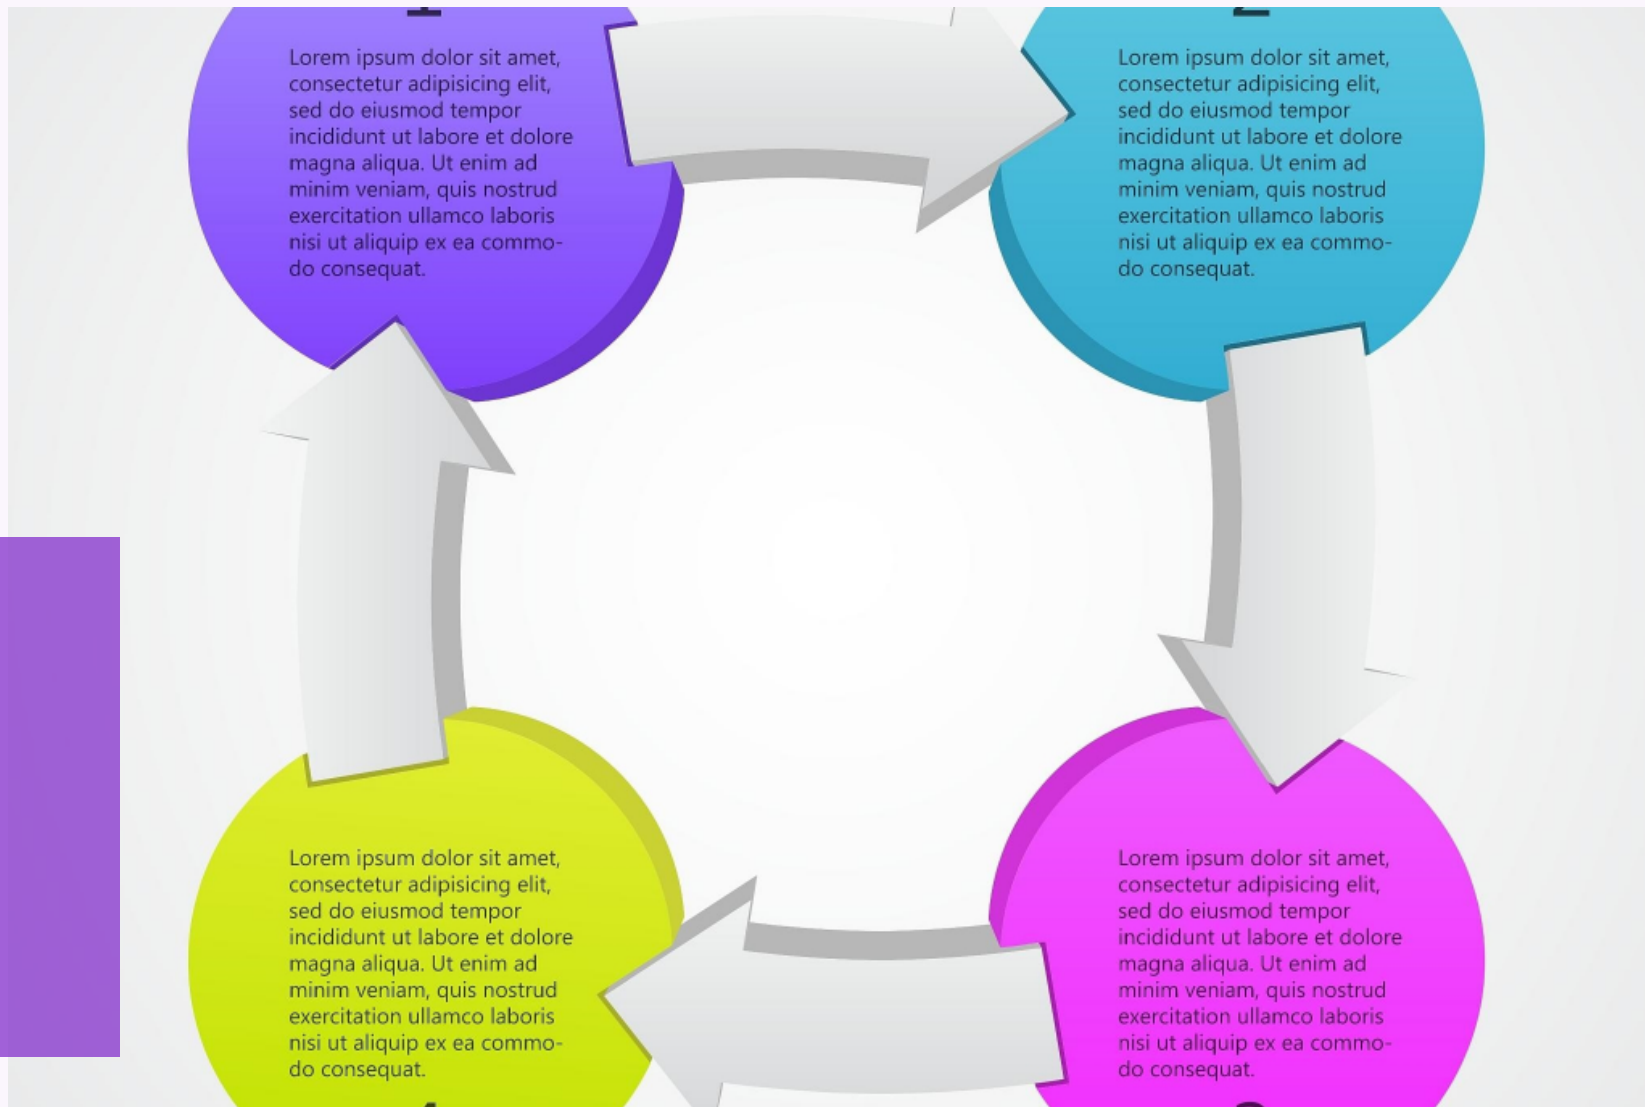 Lorem ipsum dolor sit amet,
consectetur adipisicing elit,
sed do eiusmod tempor
incididunt ut labore et dolore
magna aliqua. Ut enim ad
minim veniam, quis nostrud
exercitation ullamco laboris
nisi ut aliquip ex ea commo-
do consequat.
Lorem ipsum dolor sit amet,
consectetur adipisicing elit,
sed do eiusmod tempor
incididunt ut labore et dolore
magna aliqua. Ut enim ad
minim veniam, quis nostrud
exercitation ullamco laboris
nisi ut aliquip ex ea commo-
do consequat.
Lorem ipsum dolor sit amet,
consectetur adipisicing elit,
sed do eiusmod tempor
incididunt ut labore et dolore
magna aliqua. Ut enim ad
minim veniam, quis nostrud
exercitation ullamco laboris
nisi ut aliquip ex ea commo-
do consequat.
Lorem ipsum dolor sit amet,
consectetur adipisicing elit,
sed do eiusmod tempor
incididunt ut labore et dolore
magna aliqua. Ut enim ad
minim veniam, quis nostrud
exercitation ullamco laboris
nisi ut aliquip ex ea commo-
do consequat.